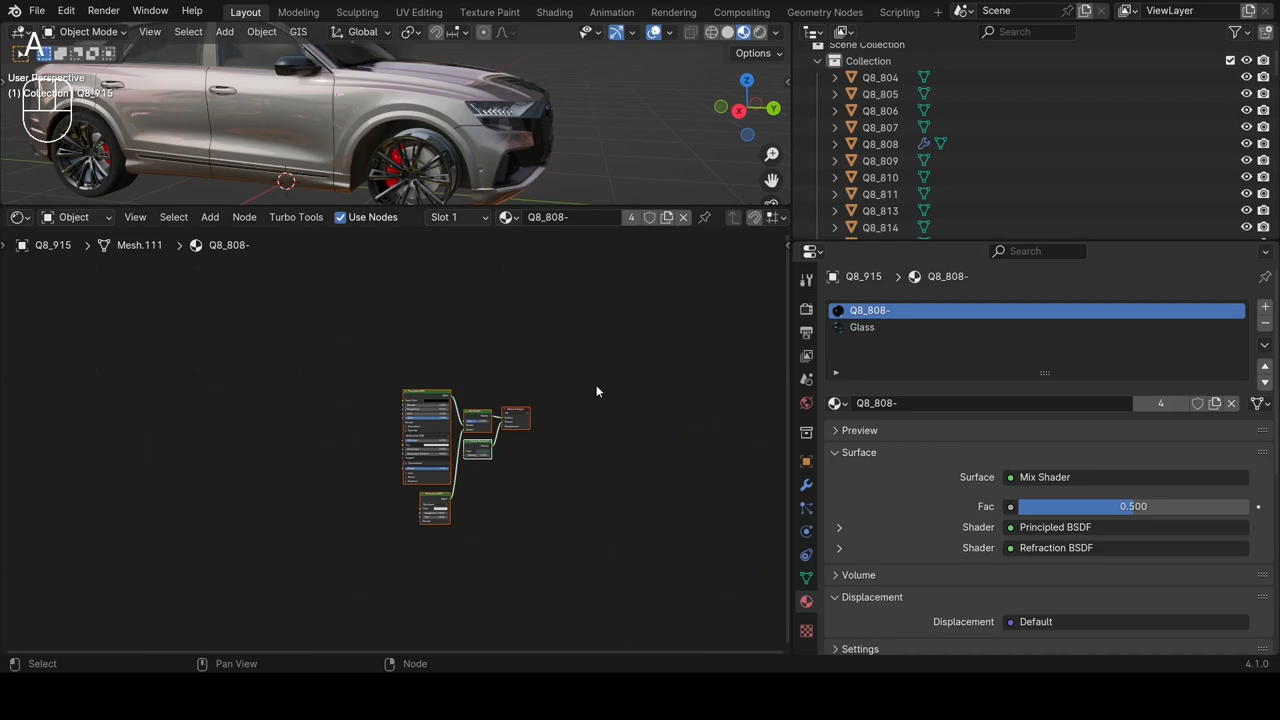 File Edit Render Window Help Layout Modeling Sculpting UV Editing Texture Paint Shading Animation Rendering Compositing Geometry Nodes Scripting + Scene ViewLayer
Object Mode View Select Add Object GIS Global Search
A
Options
User Perspective
(1) Collection | Q8_915
Z
X
Y
Scene Collection
Collection
Q8_804
Q8_805
Q8_806
Q8_807
Q8_808
Q8_809
Q8_810
Q8_811
Q8_813
Q8_814
Object View Select Add Node Turbo Tools Use Nodes Slot 1 Q8_808- 4
Q8_915 > Mesh.111 > Q8_808-
Search
Q8_915 > Q8_808-
Q8_808-
Glass
Q8_808- 4
Preview
Surface
Surface Mix Shader
Fac 0.500
Shader Principled BSDF
Shader Refraction BSDF
Volume
Displacement
Displacement Default
Settings
Select Pan View Node 4.1.0